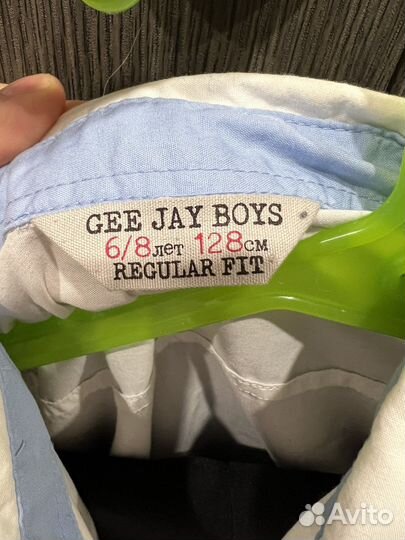 GEE JAY BOYS
6/8 лет 128 см
REGULAR FIT
Avito